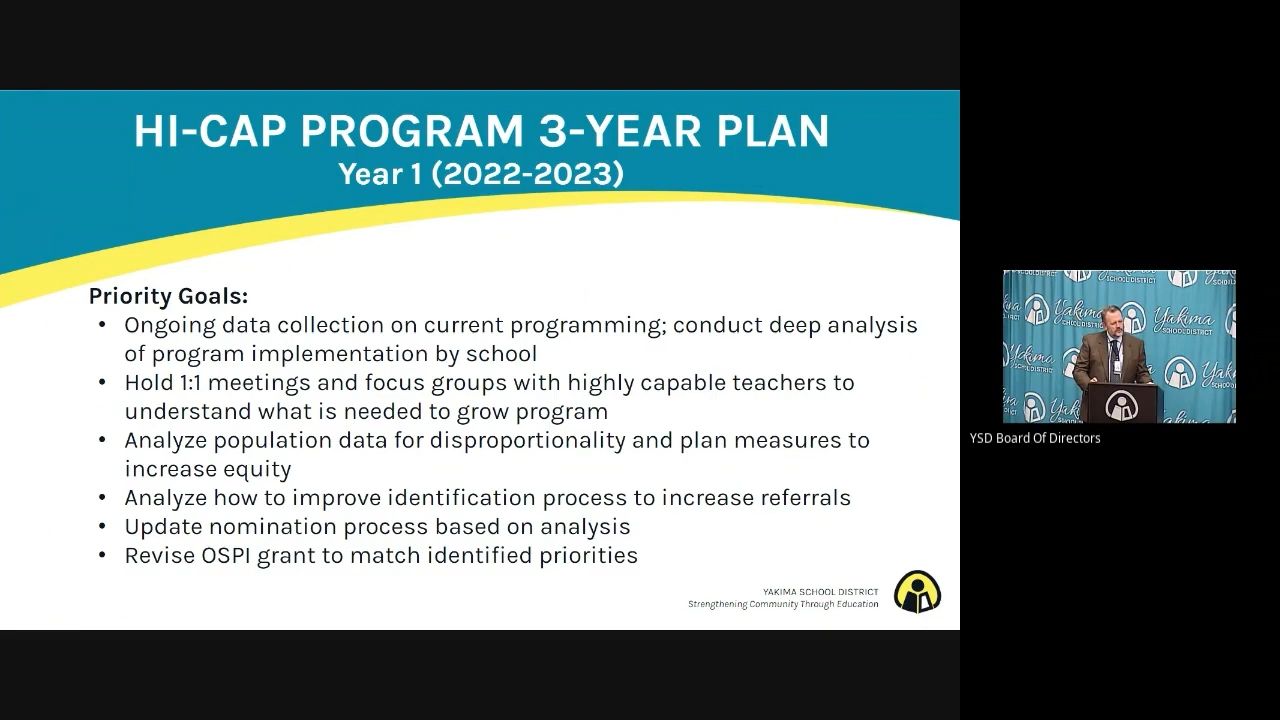 HI-CAP PROGRAM 3-YEAR PLAN
Year 1 (2022-2023)
Priority Goals:
• Ongoing data collection on current programming; conduct deep analysis
of program implementation by school
• Hold 1:1 meetings and focus groups with highly capable teachers to
understand what is needed to grow program
• Analyze population data for disproportionality and plan measures to
increase equity
• Analyze how to improve identification process to increase referrals
• Update nomination process based on analysis
• Revise OSPI grant to match identified priorities
YAKIMA SCHOOL DISTRICT
Strengthening Community Through Education
Yakima
SCHOOL DISTRICT
YSD Board Of Directors